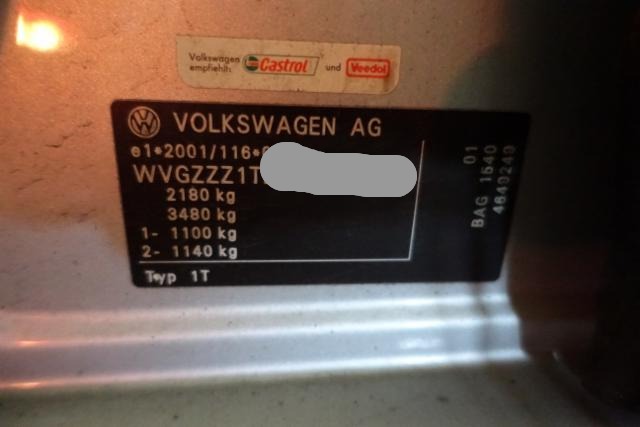 Volkswagen
empfiehlt:
Castrol und Veedol
VOLKSWAGEN AG
e1*2001/116*
WVGZZZ1T
2180 kg
3480 kg
1- 1100 kg
2- 1140 kg
Typ 1T
01
BAG 1540
4640249